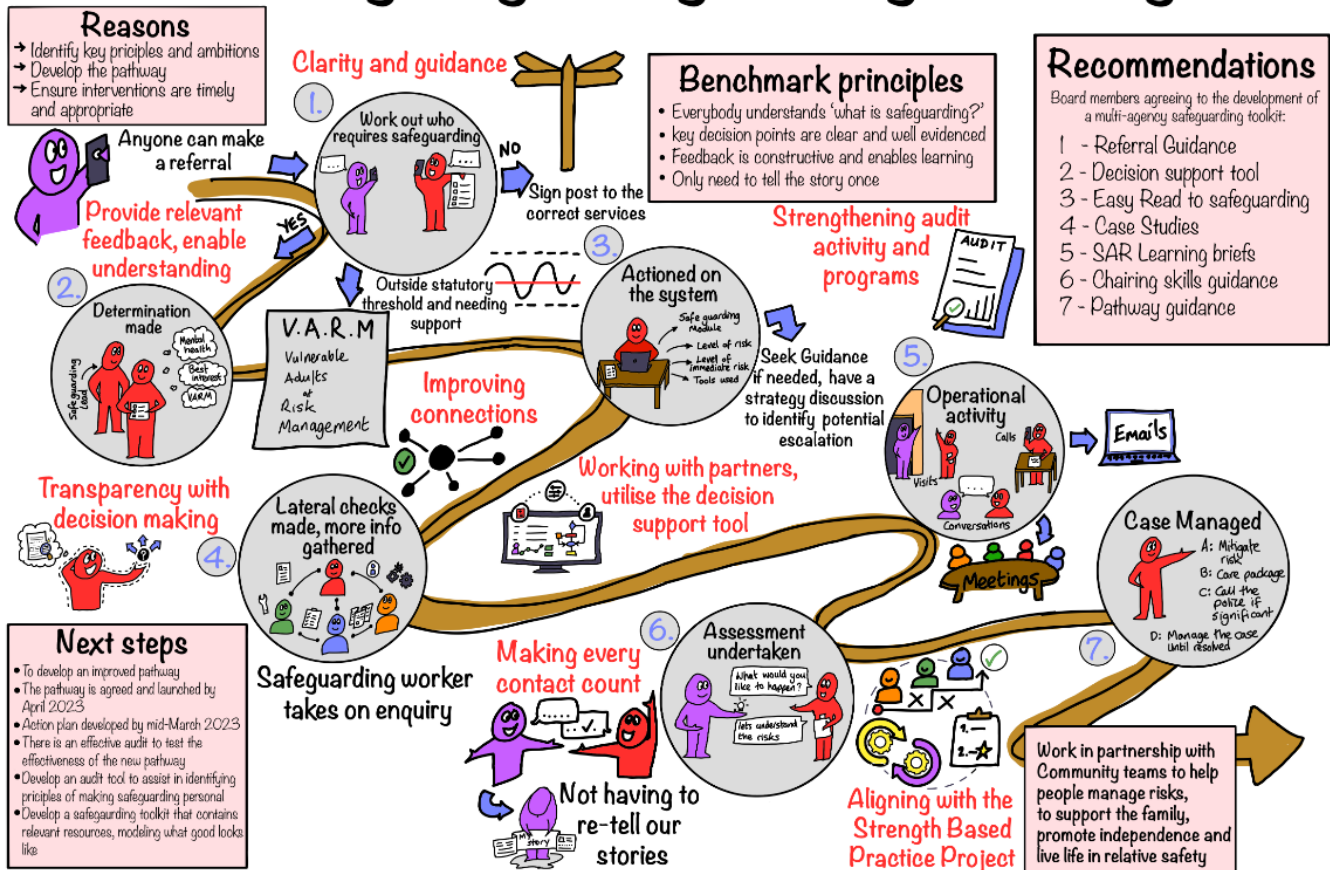 Reasons
→ Identify key priciples and ambitions
→ Develop the pathway
→ Ensure interventions are timely
and appropriate
Anyone can make
a referral
Clarity and guidance
1.
Work out who
requires safeguarding
NO
Sign post to the
correct services
YES
Benchmark principles
• Everybody understands 'what is safeguarding?'
• key decision points are clear and well evidenced
• Feedback is constructive and enables learning
• Only need to tell the story once
Recommendations
Board members agreeing to the development of
a multi-agency safeguarding toolkit:
1 - Referral Guidance
2 - Decision support tool
3 - Easy Read to safeguarding
4 - Case Studies
5 - SAR Learning briefs
6 - Chairing skills guidance
7 - Pathway guidance
Provide relevant
feedback, enable
understanding
2.
Determination
made
Safeguarding
Lead
Mental
health
Best
interest
VARM
Outside statutory
threshold and needing
support
V.A.R.M
Vulnerable
Adults
at
Risk
Management
3.
Actioned on
the system
Safe guarding
Module
Level of risk
Level of
immediate risk
Tools used
Strengthening audit
activity and
programs
AUDIT
Seek Guidance
if needed, have a
strategy discussion
to identify potential
escalation
Improving
connections
5.
Operational
activity
Calls
Visits
Conversations
Emails
Meetings
Transparency with
decision making
4.
Lateral checks
made, more info
gathered
Safeguarding worker
takes on enquiry
Working with partners,
utilise the decision
support tool
Case Managed
A: Mitigate
risk
B: Care package
C: Call the
police if
significant
D: Manage the case
until resolved
7.
Next steps
• To develop an improved pathway
• The pathway is agreed and launched by
April 2023
• Action plan developed by mid-March 2023
• There is an effective audit to test the
effectiveness of the new pathway
• Develop an audit tool to assist in identifying
priciples of making safeguarding personal
• Develop a safegaurding toolkit that contains
relevant resources, modeling what good looks
like
Making every
contact count
6.
Assessment
undertaken
What would you
like to happen?
lets understand
the risks
Not having to
re-tell our
stories
My
story
1.-
2.-
Aligning with the
Strength Based
Practice Project
Work in partnership with
Community teams to help
people manage risks,
to support the family,
promote independence and
live life in relative safety